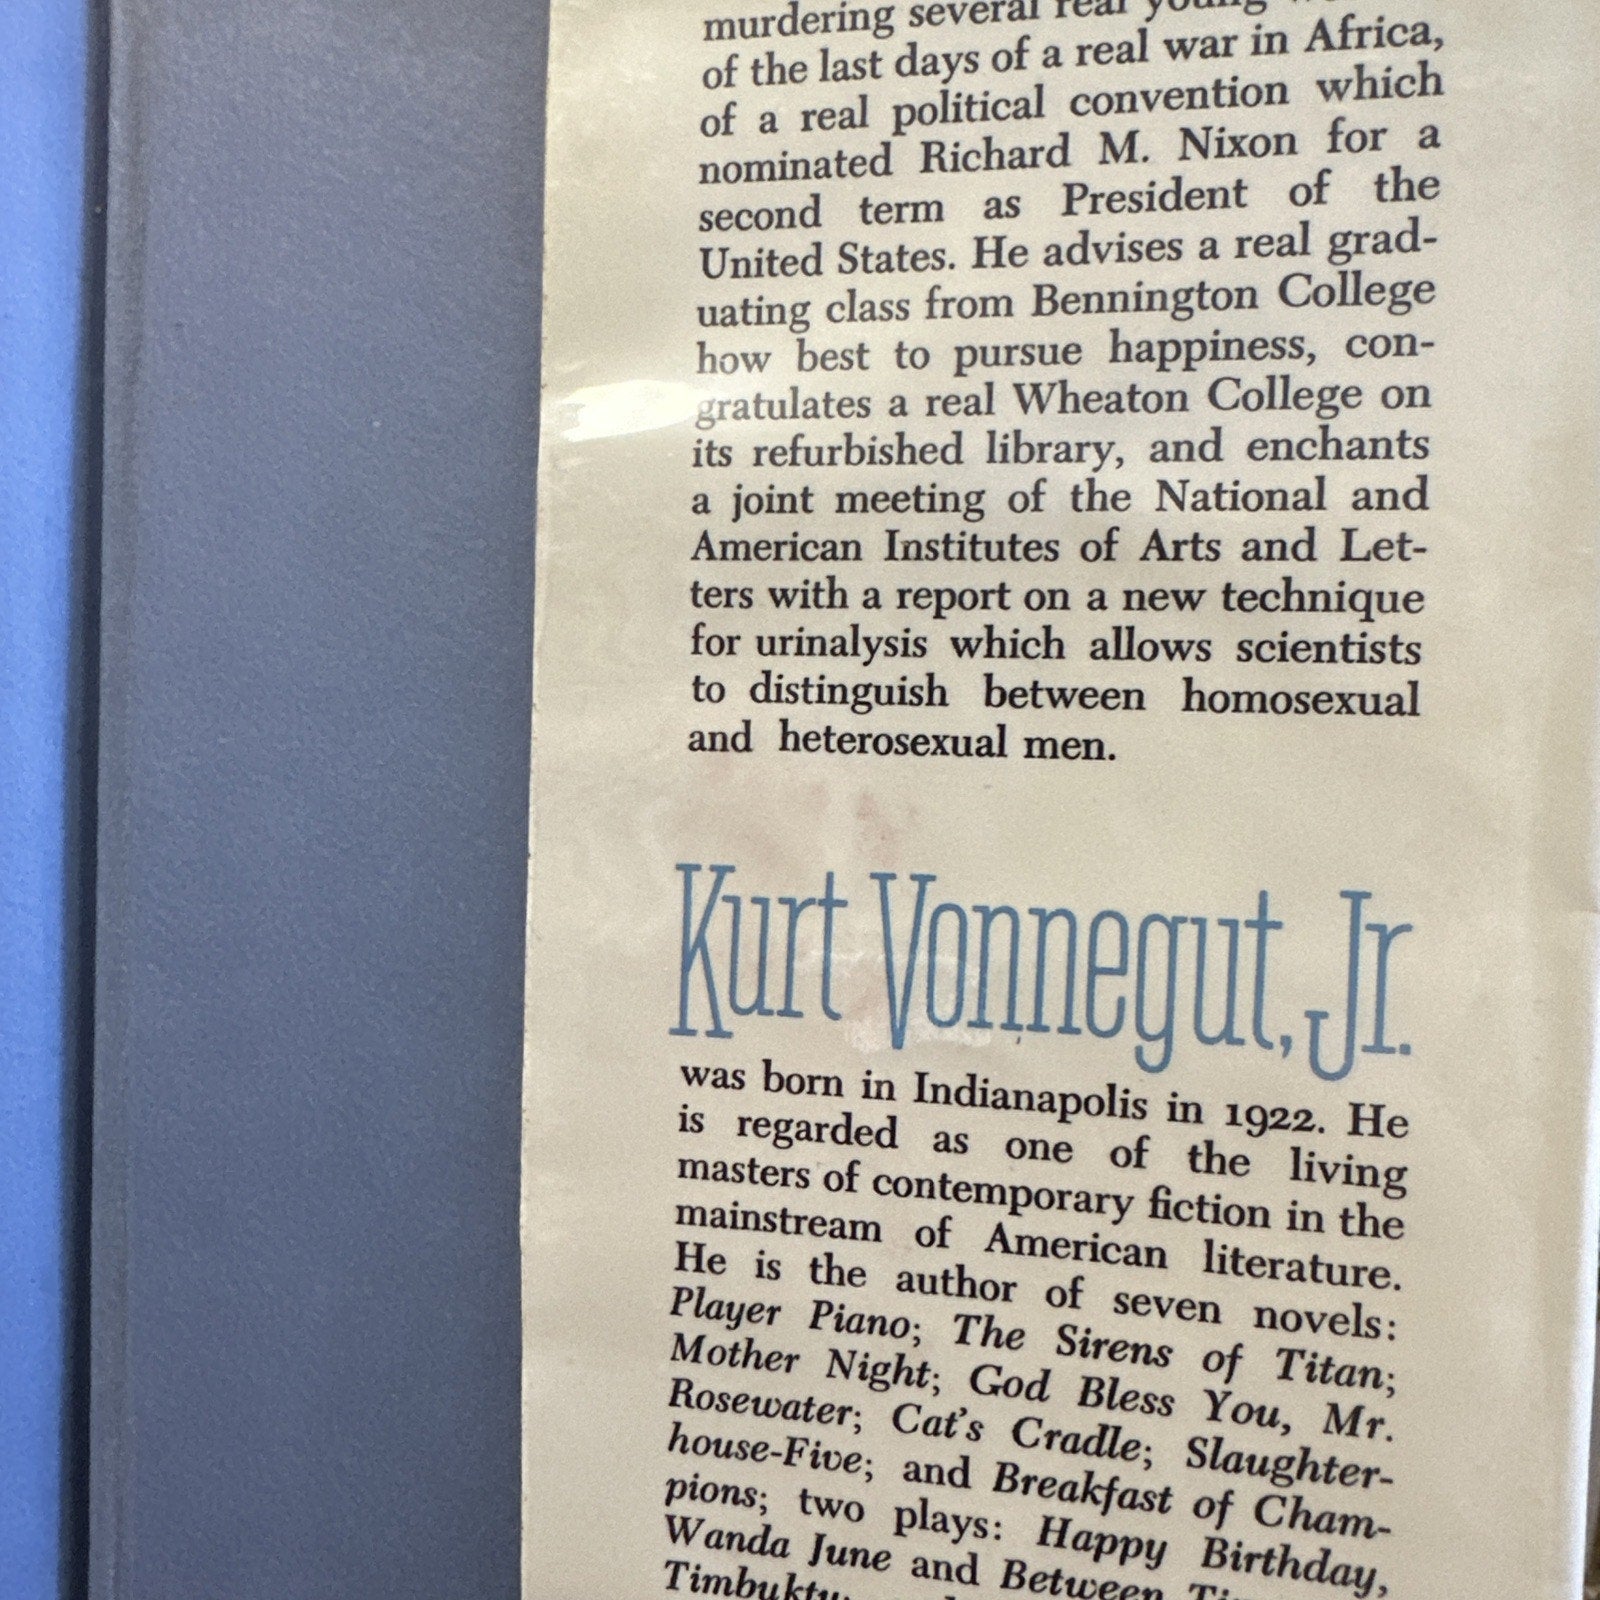 murdering several real young
of the last days of a real war in Africa,
of a real political convention which
nominated Richard M. Nixon for a
second term as President of the
United States. He advises a real grad-
uating class from Bennington College
how best to pursue happiness, con-
gratulates a real Wheaton College on
its refurbished library, and enchants
a joint meeting of the National and
American Institutes of Arts and Let-
ters with a report on a new technique
for urinalysis which allows scientists
to distinguish between homosexual
and heterosexual men.
Kurt Vonnegut, Jr.
was born in Indianapolis in 1922. He
is regarded as one of the living
masters of contemporary fiction in the
mainstream of American literature.
He is the author of seven novels:
Player Piano; The Sirens of Titan;
Mother Night; God Bless You, Mr.
Rosewater; Cat's Cradle; Slaughter-
house-Five; and Breakfast of Cham-
pions; two plays: Happy Birthday,
Wanda June and Between
Timbuktu;